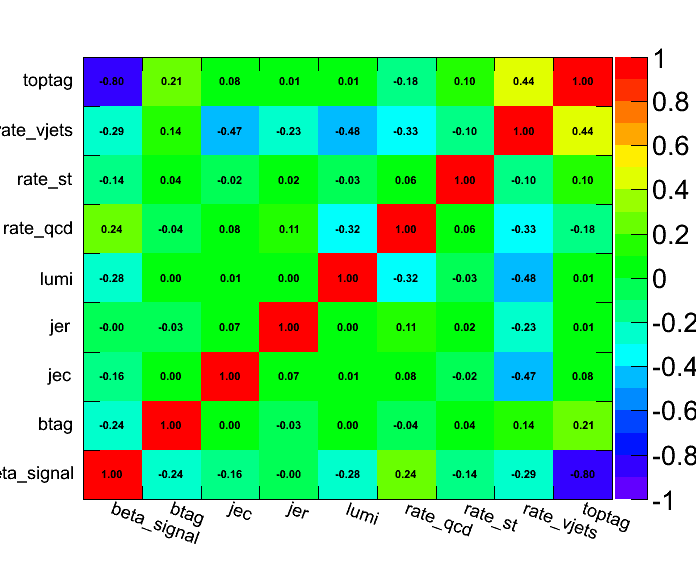 toptag -0.80 0.21 0.08 0.01 0.01 -0.18 0.10 0.44 1.00
rate_vjets -0.29 0.14 -0.47 -0.23 -0.48 -0.33 -0.10 1.00 0.44
rate_st -0.14 0.04 -0.02 0.02 -0.03 0.06 1.00 -0.10 0.10
rate_qcd 0.24 -0.04 0.08 0.11 -0.32 1.00 0.06 -0.33 -0.18
lumi -0.28 0.00 0.01 0.00 1.00 -0.32 -0.03 -0.48 0.01
jer -0.00 -0.03 0.07 1.00 0.00 0.11 0.02 -0.23 0.01
jec -0.16 0.00 1.00 0.07 0.01 0.08 -0.02 -0.47 0.08
btag -0.24 1.00 0.00 -0.03 0.00 -0.04 0.04 0.14 0.21
eta_signal 1.00 -0.24 -0.16 -0.00 -0.28 0.24 -0.14 -0.29 -0.80
beta_signal btag jec jer lumi rate_qcd rate_st rate_vjets toptag
1
0.8
0.6
0.4
0.2
0
-0.2
-0.4
-0.6
-0.8
-1